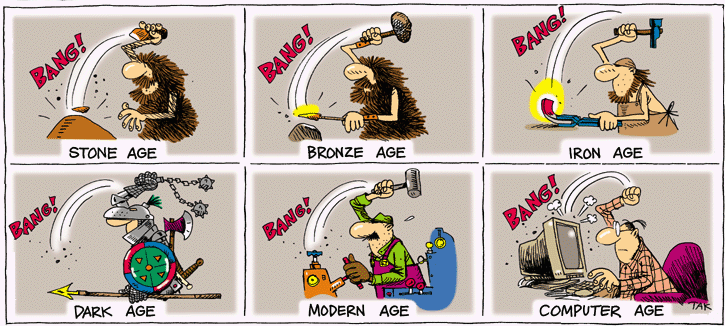 BANG!
STONE AGE
BANG!
BRONZE AGE
BANG!
IRON AGE
BANG!
DARK AGE
BANG!
MODERN AGE
BANG!
COMPUTER AGE
TAK